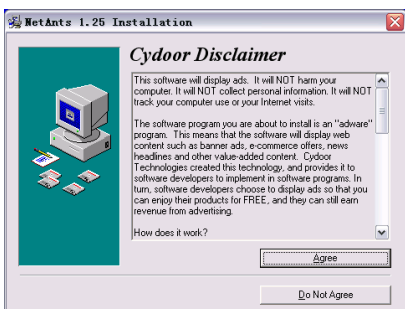 NetAnts 1.25 Installation
Cydoor Disclaimer
This software will display ads. It will NOT harm your
computer. It will NOT collect personal information. It will NOT
track your computer use or your Internet visits.
The software program you are about to install is an "adware"
program. This means that the software will display web
content such as banner ads, e-commerce offers, news
headlines and other value-added content. Cydoor
Technologies created this technology, and provides it to
software developers to implement in software programs. In
turn, software developers choose to display ads so that you
can enjoy their products for FREE, and they can still earn
revenue from advertising.
How does it work?
Agree
Do Not Agree